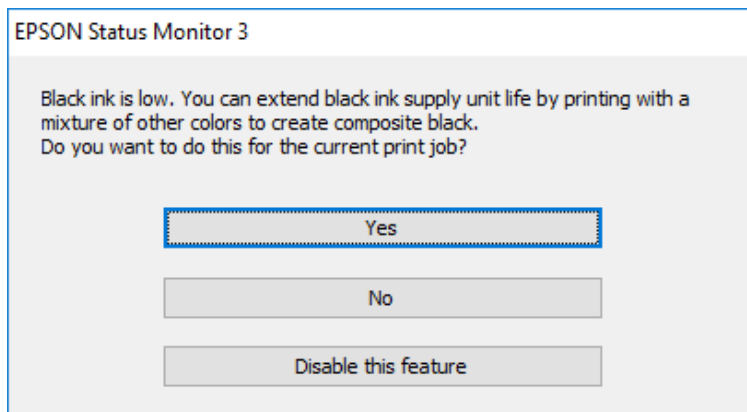 EPSON Status Monitor 3
Black ink is low. You can extend black ink supply unit life by printing with a
mixture of other colors to create composite black.
Do you want to do this for the current print job?
Yes
No
Disable this feature